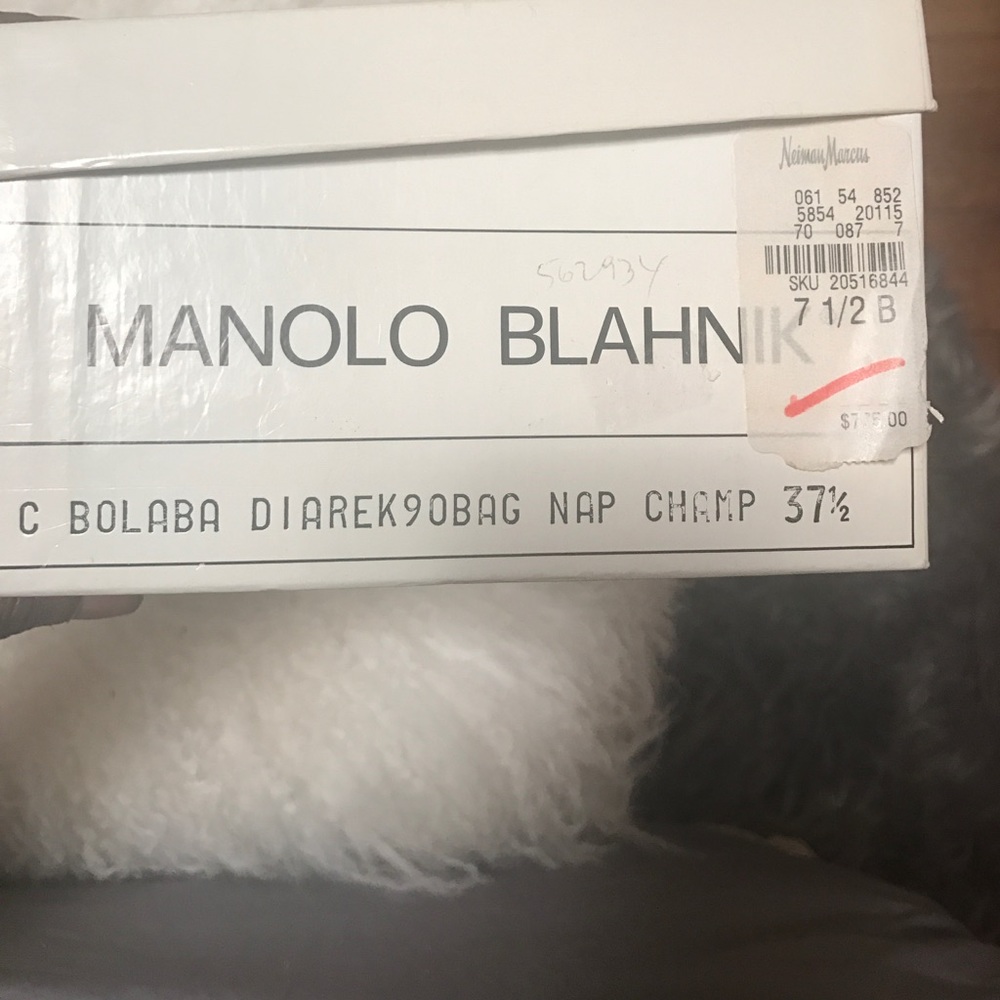 Neiman Marcus
061 54 852
5854 20115
70 087 7
SKU 20516844
7 1/2 B
562934
MANOLO BLAHNIK
C BOLABA DIAREK90BAG NAP CHAMP 37½